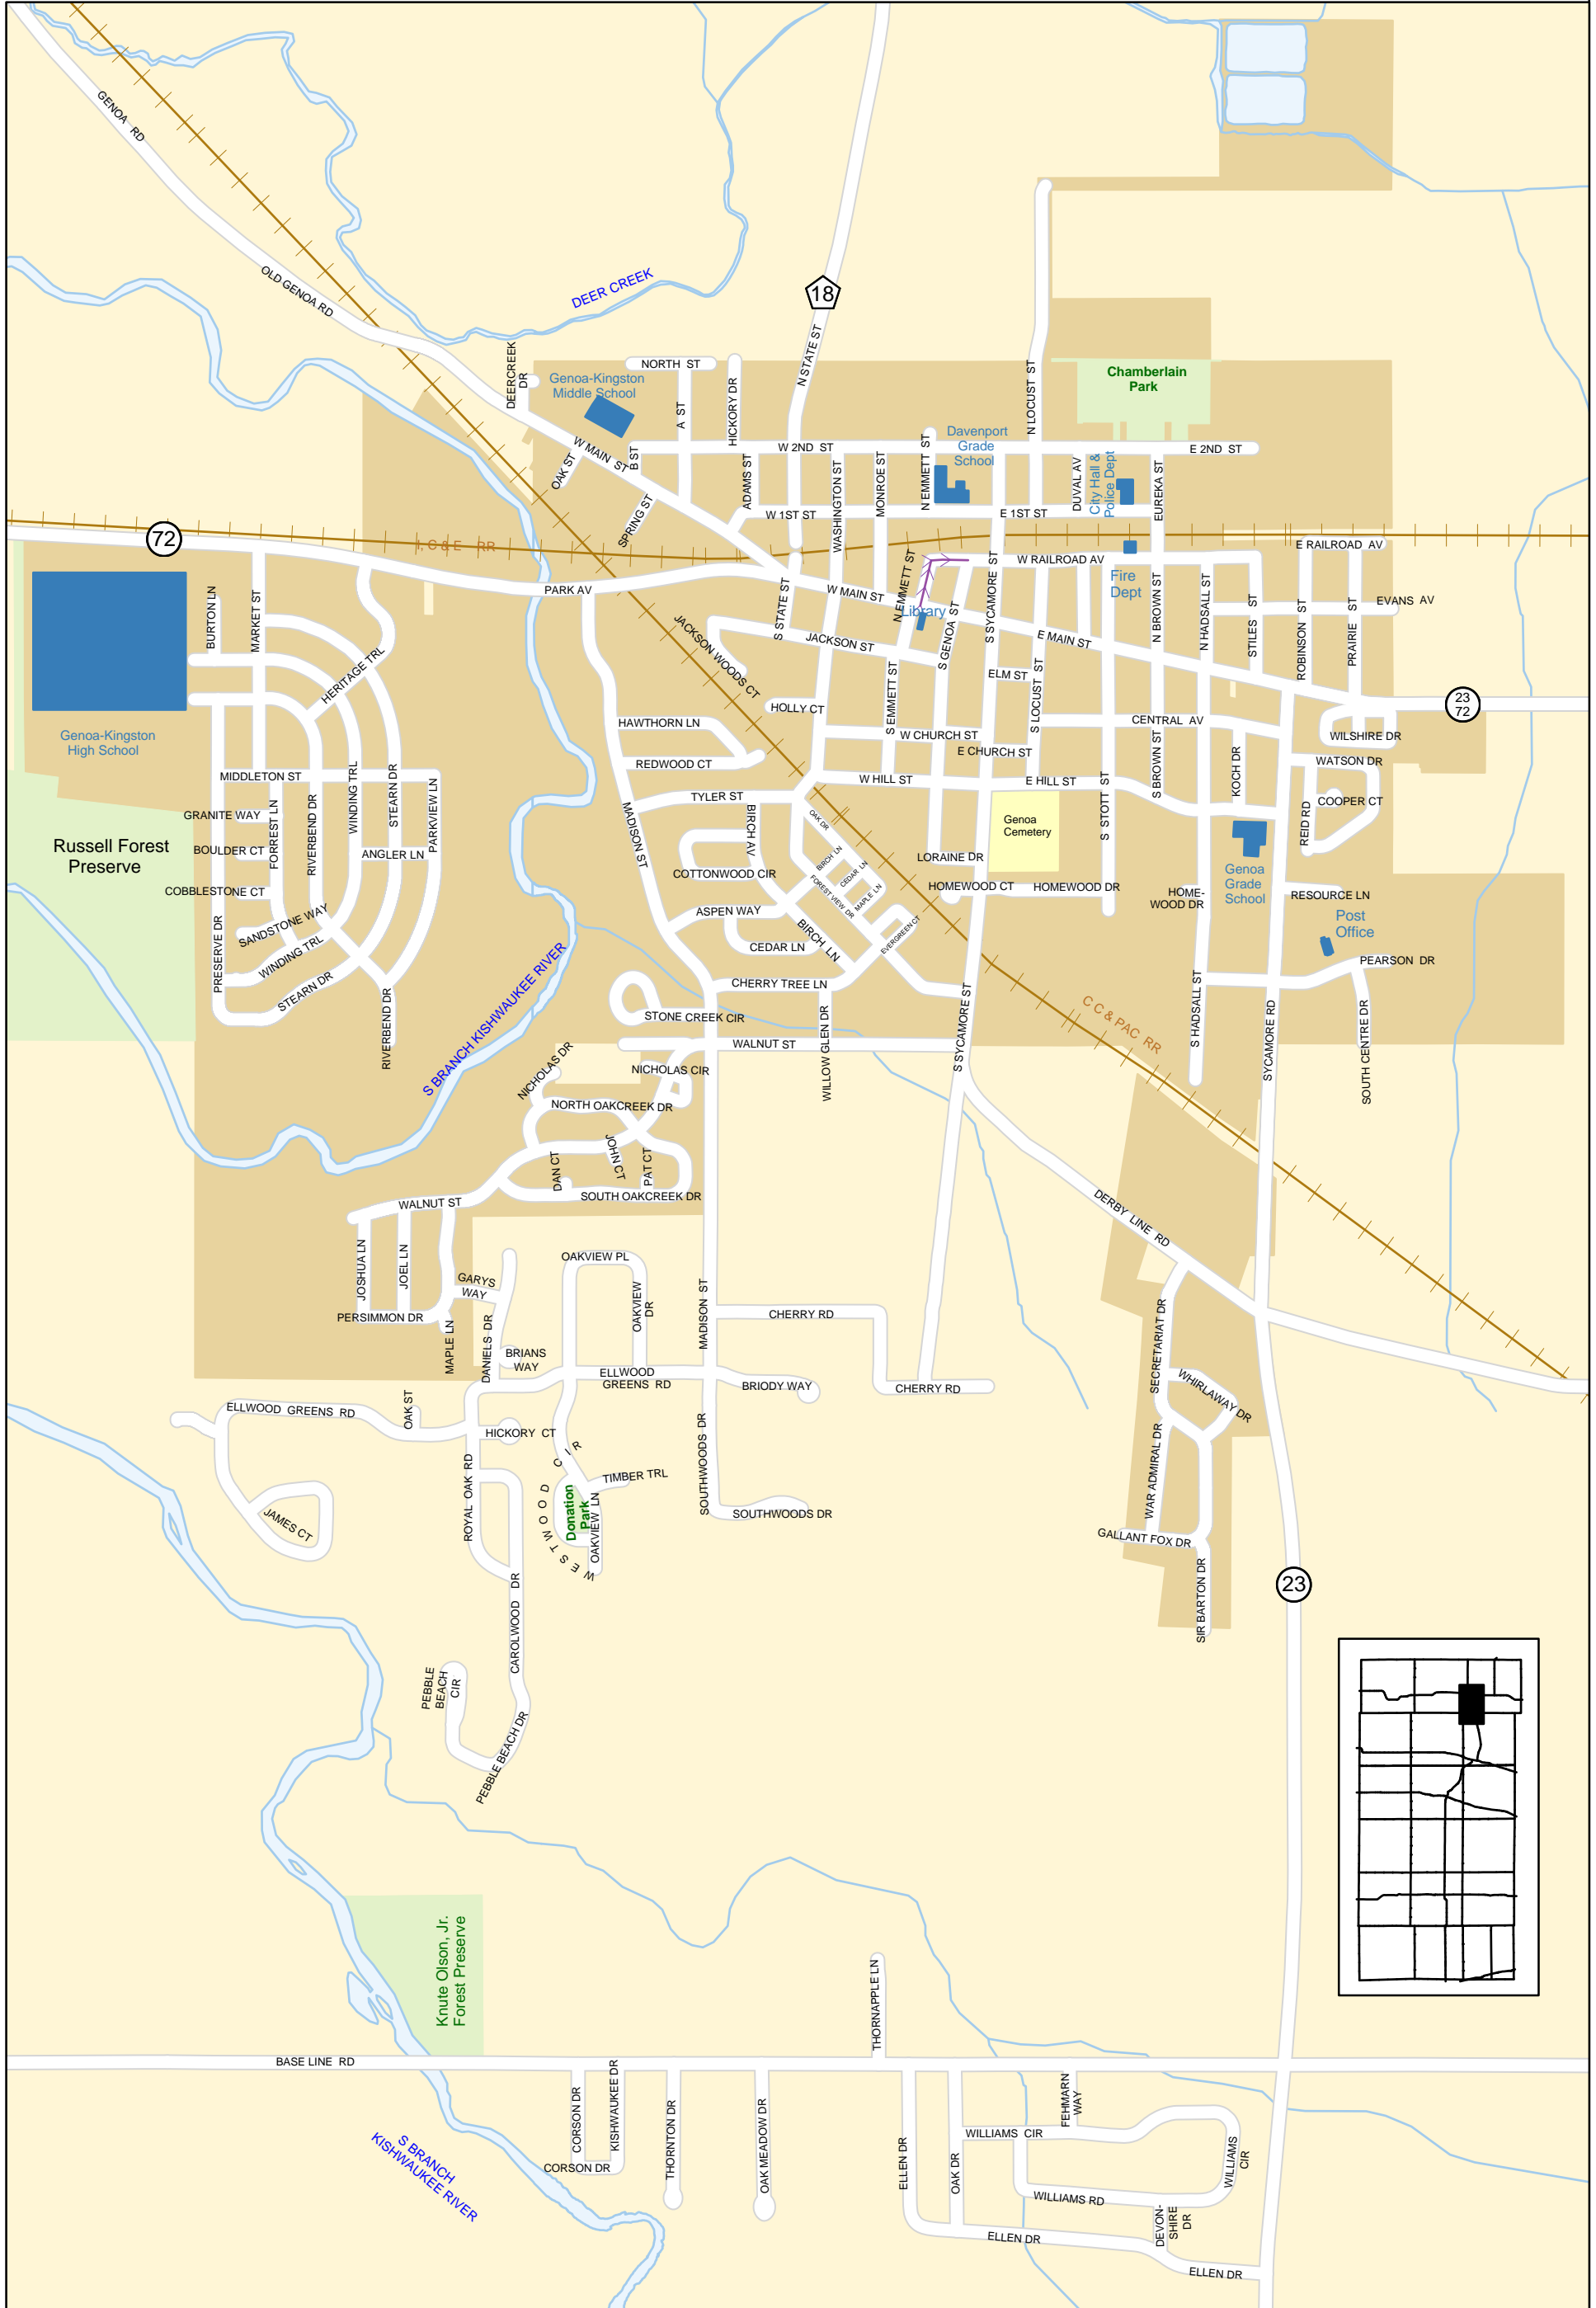 GENOA RD
OLD GENOA RD
DEER CREEK
18
N STATE ST
DEERCREEK
DR
Genoa-Kingston
Middle School
NORTH ST
A ST
HICKORY DR
N LOCUST ST
Chamberlain
Park
W MAIN ST
OAK ST
B ST
ADAMS ST
W 2ND ST
WASHINGTON ST
MONROE ST
N EMMETT ST
Davenport
Grade
School
DUVAL AV
City Hall &
Police Dept
EUREKA ST
E 2ND ST
SPRING ST
W 1ST ST
E 1ST ST
72
I, C & E RR
PARK AV
W RAILROAD AV
E RAILROAD AV
Fire
Dept
EVANS AV
BURTON LN
MARKET ST
HERITAGE TRL
JACKSON WOODS CT
S STATE ST
W MAIN ST
N EMMETT ST
Library
S GENOA ST
S SYCAMORE ST
E MAIN ST
N BROWN ST
N HADSALL ST
STILES ST
ROBINSON ST
PRAIRIE ST
JACKSON ST
ELM ST
S LOCUST ST
S EMMETT ST
HOLLY CT
Genoa-Kingston
High School
HAWTHORN LN
REDWOOD CT
W CHURCH ST
E CHURCH ST
CENTRAL AV
23
72
WILSHIRE DR
WATSON DR
KOCH DR
COOPER CT
REID RD
MIDDLETON ST
GRANITE WAY
BOULDER CT
COBBLESTONE CT
FORREST LN
RIVERBEND DR
WINDING TRL
STEARN DR
PARKVIEW LN
ANGLER LN
Russell Forest
Preserve
SANDSTONE WAY
WINDING TRL
STEARN DR
PRESERVE DR
RIVERBEND DR
MADISON ST
TYLER ST
W HILL ST
E HILL ST
S STOTT ST
S BROWN ST
BIRCH AV
OAK DR
BIRCH LN
CEDAR LN
MAPLE LN
FOREST VIEW DR
EVERGREEN CT
COTTONWOOD CIR
ASPEN WAY
CEDAR LN
BIRCH LN
CHERRY TREE LN
Genoa
Cemetery
LORAINE DR
HOMEWOOD CT
HOMEWOOD DR
HOME-
WOOD DR
Genoa
Grade
School
RESOURCE LN
Post
Office
PEARSON DR
SOUTH CENTRE DR
S HADSALL ST
SYCAMORE RD
C C & PAC RR
S BRANCH KISHWAUKEE RIVER
STONE CREEK CIR
WALNUT ST
WILLOW GLEN DR
S SYCAMORE ST
NICHOLAS DR
NICHOLAS CIR
NORTH OAKCREEK DR
JOHN CT
DAN CT
PAT CT
SOUTH OAKCREEK DR
WALNUT ST
JOSHUA LN
JOEL LN
GARYS
WAY
PERSIMMON DR
MAPLE LN
DANIELS DR
BRIANS
WAY
OAKVIEW PL
OAKVIEW
DR
MADISON ST
CHERRY RD
DERBY LINE RD
ELLWOOD
GREENS RD
BRIODY WAY
CHERRY RD
SECRETARIAT DR
WHIRLAWAY DR
WAR ADMIRAL DR
GALLANT FOX DR
SIR BARTON DR
ELLWOOD GREENS RD
OAK ST
HICKORY CT
ROYAL OAK RD
WESTWOOD CIR
TIMBER TRL
Donation
Park
OAKVIEW LN
SOUTHWOODS DR
SOUTHWOODS DR
JAMES CT
CAROLWOOD DR
23
PEBBLE
BEACH
CIR
PEBBLE BEACH DR
Knute Olson, Jr.
Forest Preserve
THORNAPPLE LN
BASE LINE RD
CORSON DR
KISHWAUKEE DR
THORNTON DR
OAK MEADOW DR
CORSON DR
S BRANCH
KISHWAUKEE RIVER
ELLEN DR
OAK DR
FEHMARN
WAY
WILLIAMS CIR
WILLIAMS
CIR
WILLIAMS RD
DEVON-
SHIRE
DR
ELLEN DR
ELLEN DR